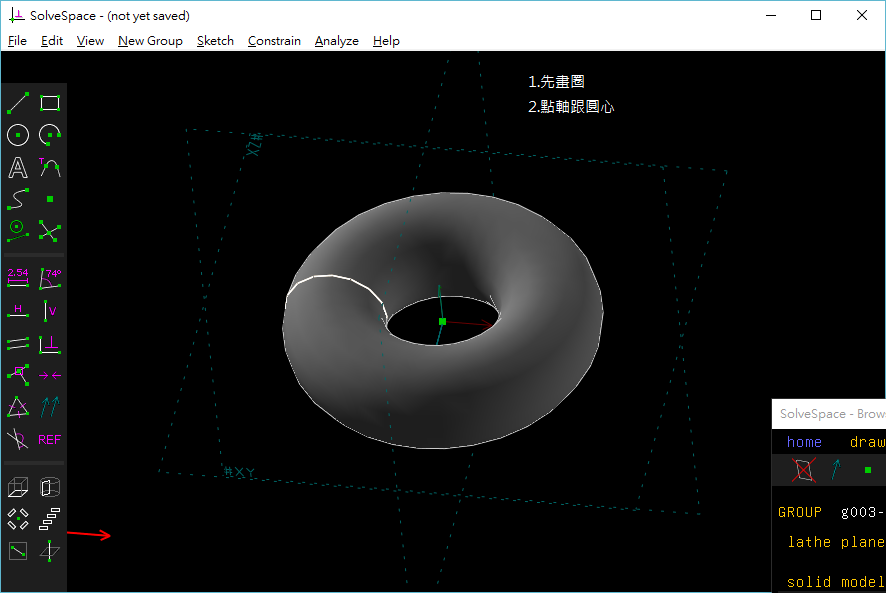 SolveSpace - (not yet saved)
File Edit View New Group Sketch Constrain Analyze Help
1.先畫圈
2.點軸跟圓心
#ZX
A T
2.54 74°
H V
REF
#XY
SolveSpace - Brow
home draw
GROUP g003-
lathe plane
solid model